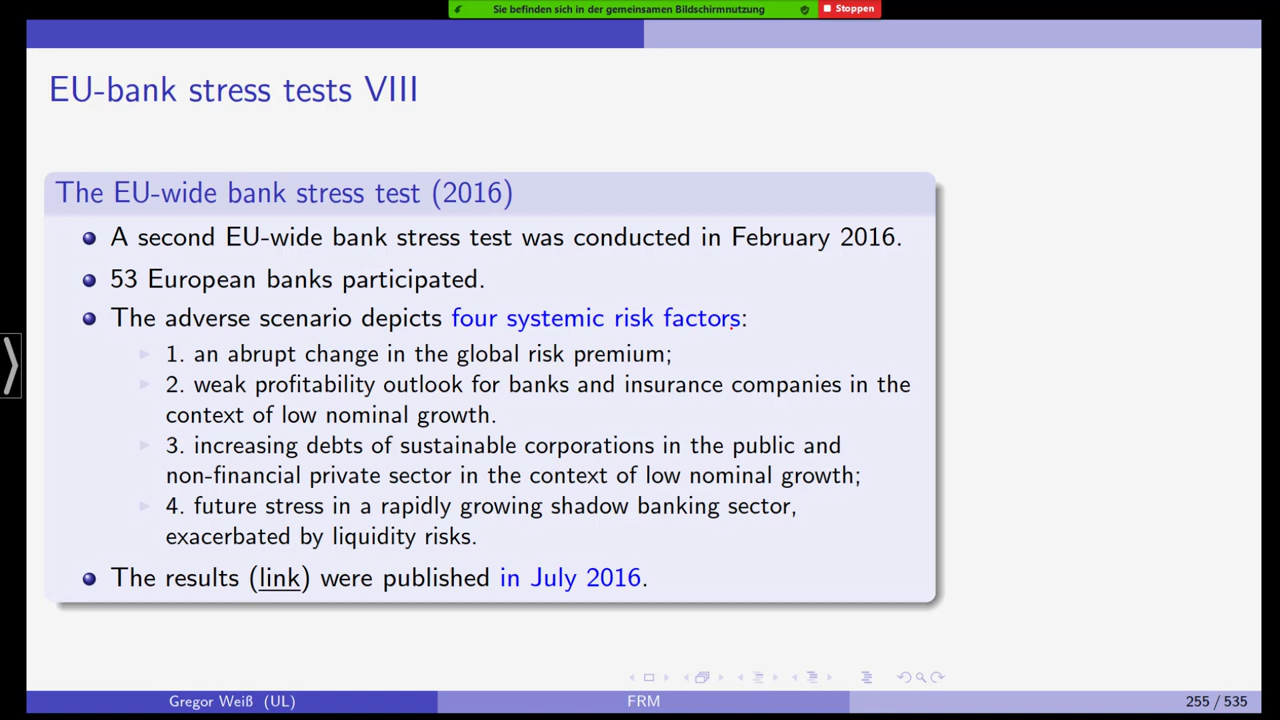 Sie befinden sich in der gemeinsamen Bildschirmnutzung
Stoppen
EU-bank stress tests VIII
The EU-wide bank stress test (2016)
A second EU-wide bank stress test was conducted in February 2016.
53 European banks participated.
The adverse scenario depicts four systemic risk factors:
1. an abrupt change in the global risk premium;
2. weak profitability outlook for banks and insurance companies in the
context of low nominal growth.
3. increasing debts of sustainable corporations in the public and
non-financial private sector in the context of low nominal growth;
4. future stress in a rapidly growing shadow banking sector,
exacerbated by liquidity risks.
The results (link) were published in July 2016.
Gregor Weiß (UL)
FRM
255 / 535